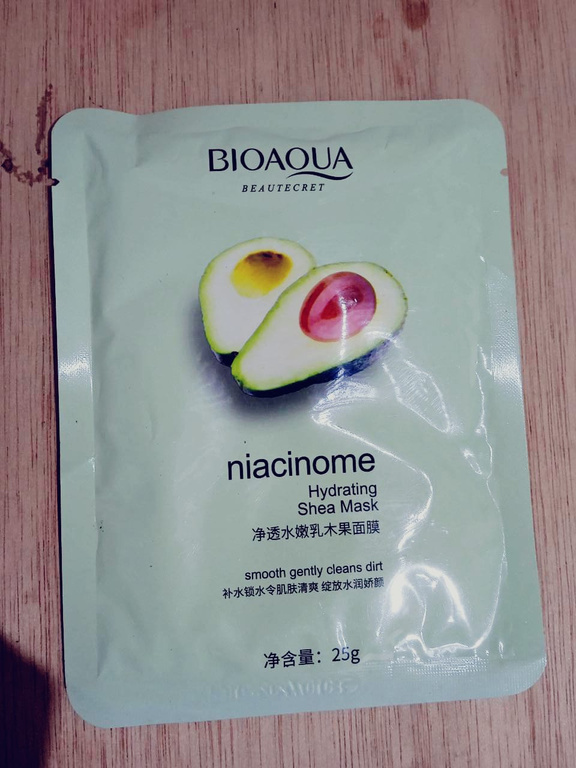 BIOAQUA
BEAUTECRET
niacinome
Hydrating
Shea Mask
净透水嫩乳木果面膜
smooth gently cleans dirt
补水锁水令肌肤清爽 绽放水润娇颜
净含量：25g